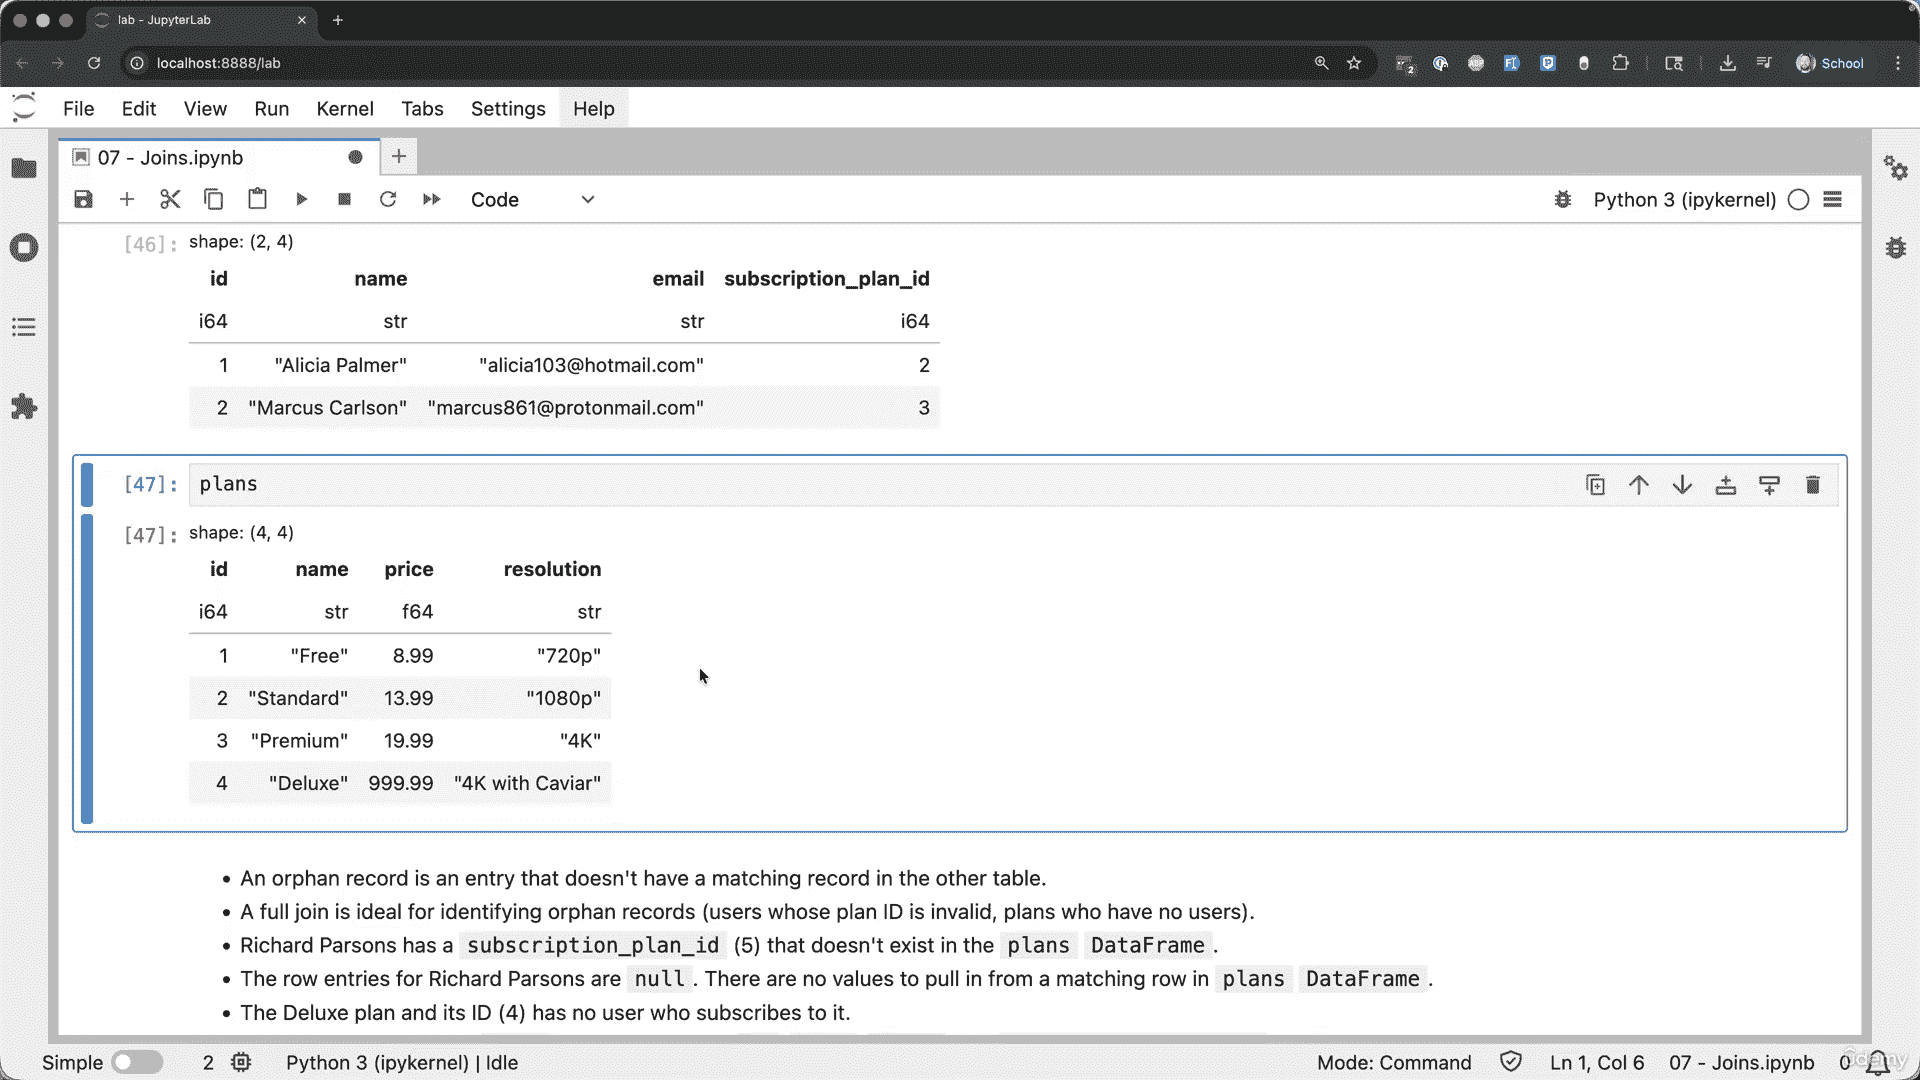 lab - JupyterLab
localhost:8888/lab
2
ABP
School
File Edit View Run Kernel Tabs Settings Help
07 - Joins.ipynb
Code
Python 3 (ipykernel)
[46]: shape: (2, 4)
id name email subscription_plan_id
i64 str str i64
1 "Alicia Palmer" "alicia103@hotmail.com" 2
2 "Marcus Carlson" "marcus861@protonmail.com" 3
[47]: plans
[47]: shape: (4, 4)
id name price resolution
i64 str f64 str
1 "Free" 8.99 "720p"
2 "Standard" 13.99 "1080p"
3 "Premium" 19.99 "4K"
4 "Deluxe" 999.99 "4K with Caviar"
• An orphan record is an entry that doesn't have a matching record in the other table.
• A full join is ideal for identifying orphan records (users whose plan ID is invalid, plans who have no users).
• Richard Parsons has a subscription_plan_id (5) that doesn't exist in the plans DataFrame.
• The row entries for Richard Parsons are null. There are no values to pull in from a matching row in plans DataFrame.
• The Deluxe plan and its ID (4) has no user who subscribes to it.
Simple 2 Python 3 (ipykernel) | Idle Mode: Command Ln 1, Col 6 07 - Joins.ipynb 0
udemy